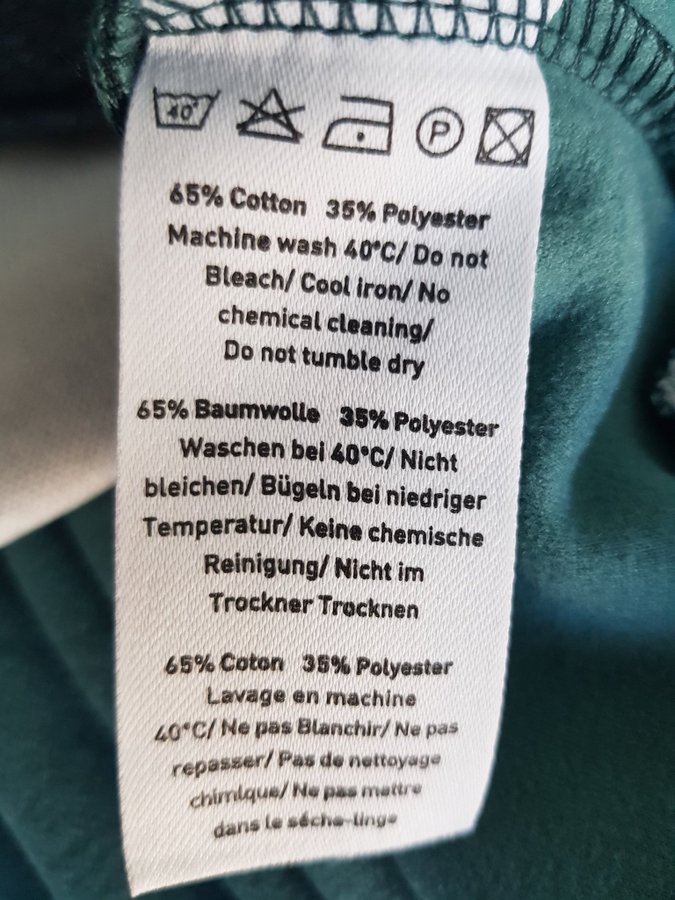 40°
P
65% Cotton 35% Polyester
Machine wash 40°C/ Do not
Bleach/ Cool iron/ No
chemical cleaning/
Do not tumble dry
65% Baumwolle 35% Polyester
Waschen bei 40°C/ Nicht
bleichen/ Bügeln bei niedriger
Temperatur/ Keine chemische
Reinigung/ Nicht im
Trockner Trocknen
65% Coton 35% Polyester
Lavage en machine
40°C/ Ne pas Blanchir/ Ne pas
repasser/ Pas de nettoyage
chimique/ Ne pas mettre
dans le sèche-linge